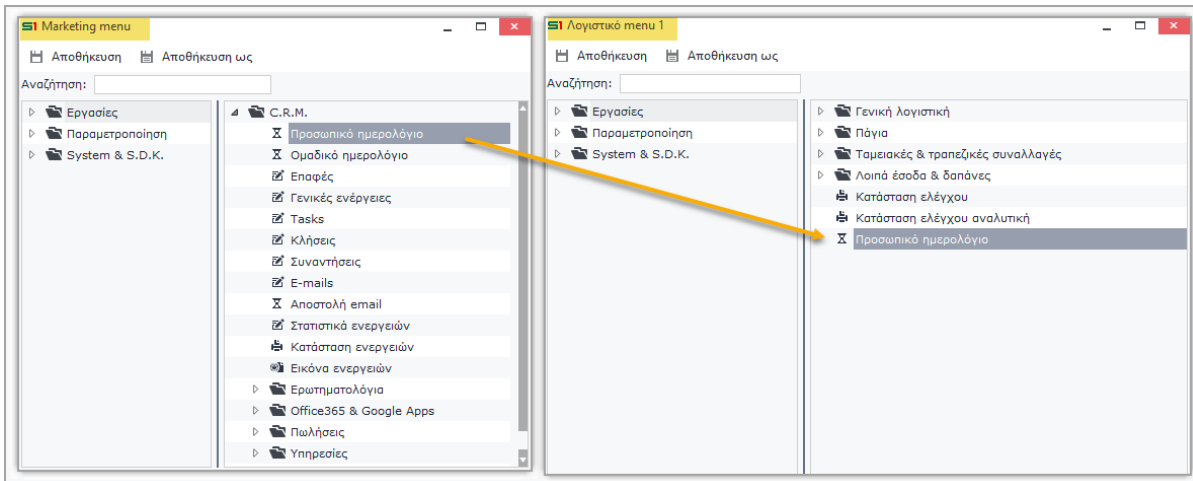 S1 Marketing menu
Αποθήκευση Αποθήκευση ως
Αναζήτηση:
Εργασίες
Παραμετροποίηση
System & S.D.K.
C.R.M.
Προσωπικό ημερολόγιο
Ομαδικό ημερολόγιο
Επαφές
Γενικές ενέργειες
Tasks
Κλήσεις
Συναντήσεις
E-mails
Αποστολή email
Στατιστικά ενεργειών
Κατάσταση ενεργειών
Εικόνα ενεργειών
Ερωτηματολόγια
Office365 & Google Apps
Πωλήσεις
Υπηρεσίες
S1 Λογιστικό menu 1
Αποθήκευση Αποθήκευση ως
Αναζήτηση:
Εργασίες
Παραμετροποίηση
System & S.D.K.
Γενική λογιστική
Πάγια
Ταμειακές & τραπεζικές συναλλαγές
Λοιπά έσοδα & δαπάνες
Κατάσταση ελέγχου
Κατάσταση ελέγχου αναλυτική
Προσωπικό ημερολόγιο